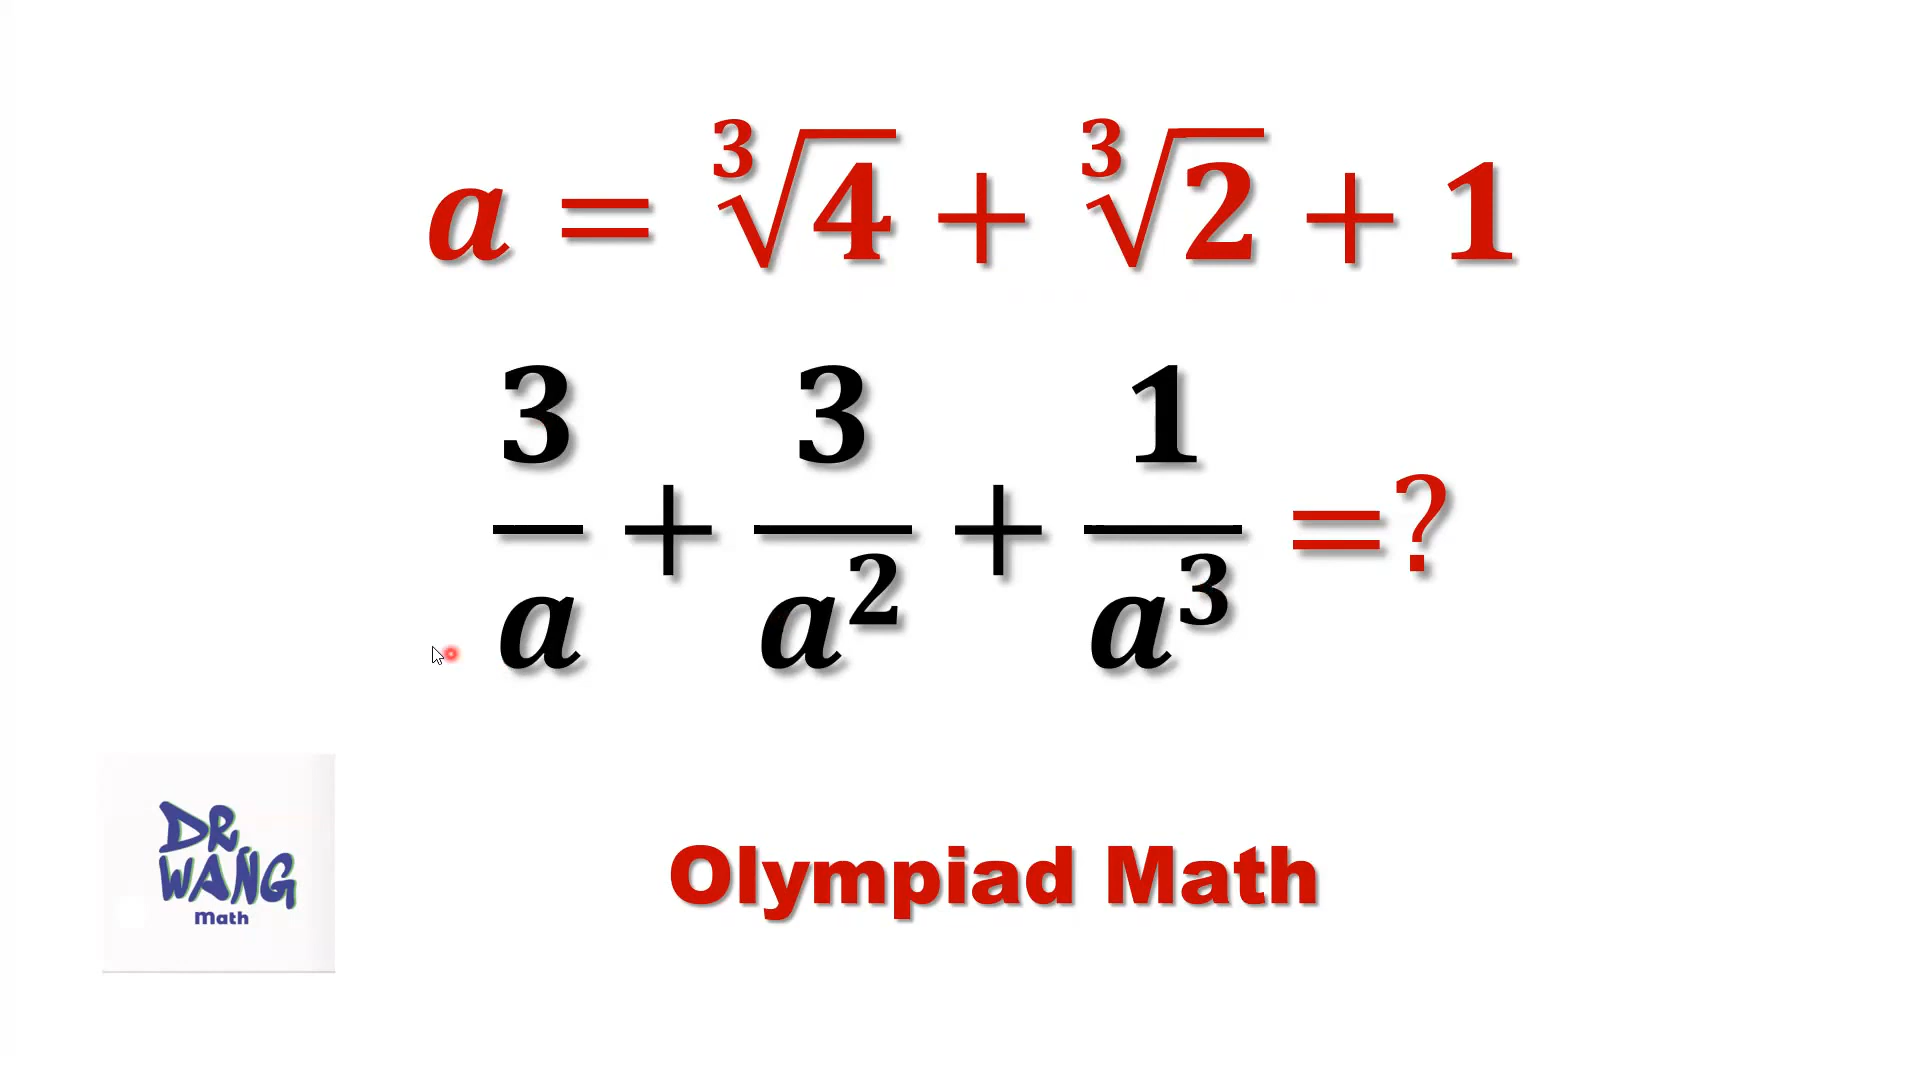 a = ∛4 + ∛2 + 1
3/a + 3/a² + 1/a³ =?
DR
WANG
Math
Olympiad Math